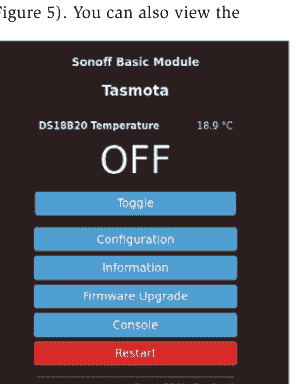 Figure 5). You can also view the
Sonoff Basic Module
Tasmota
DS18B20 Temperature 18.9 °C
OFF
Toggle
Configuration
Information
Firmware Upgrade
Console
Restart